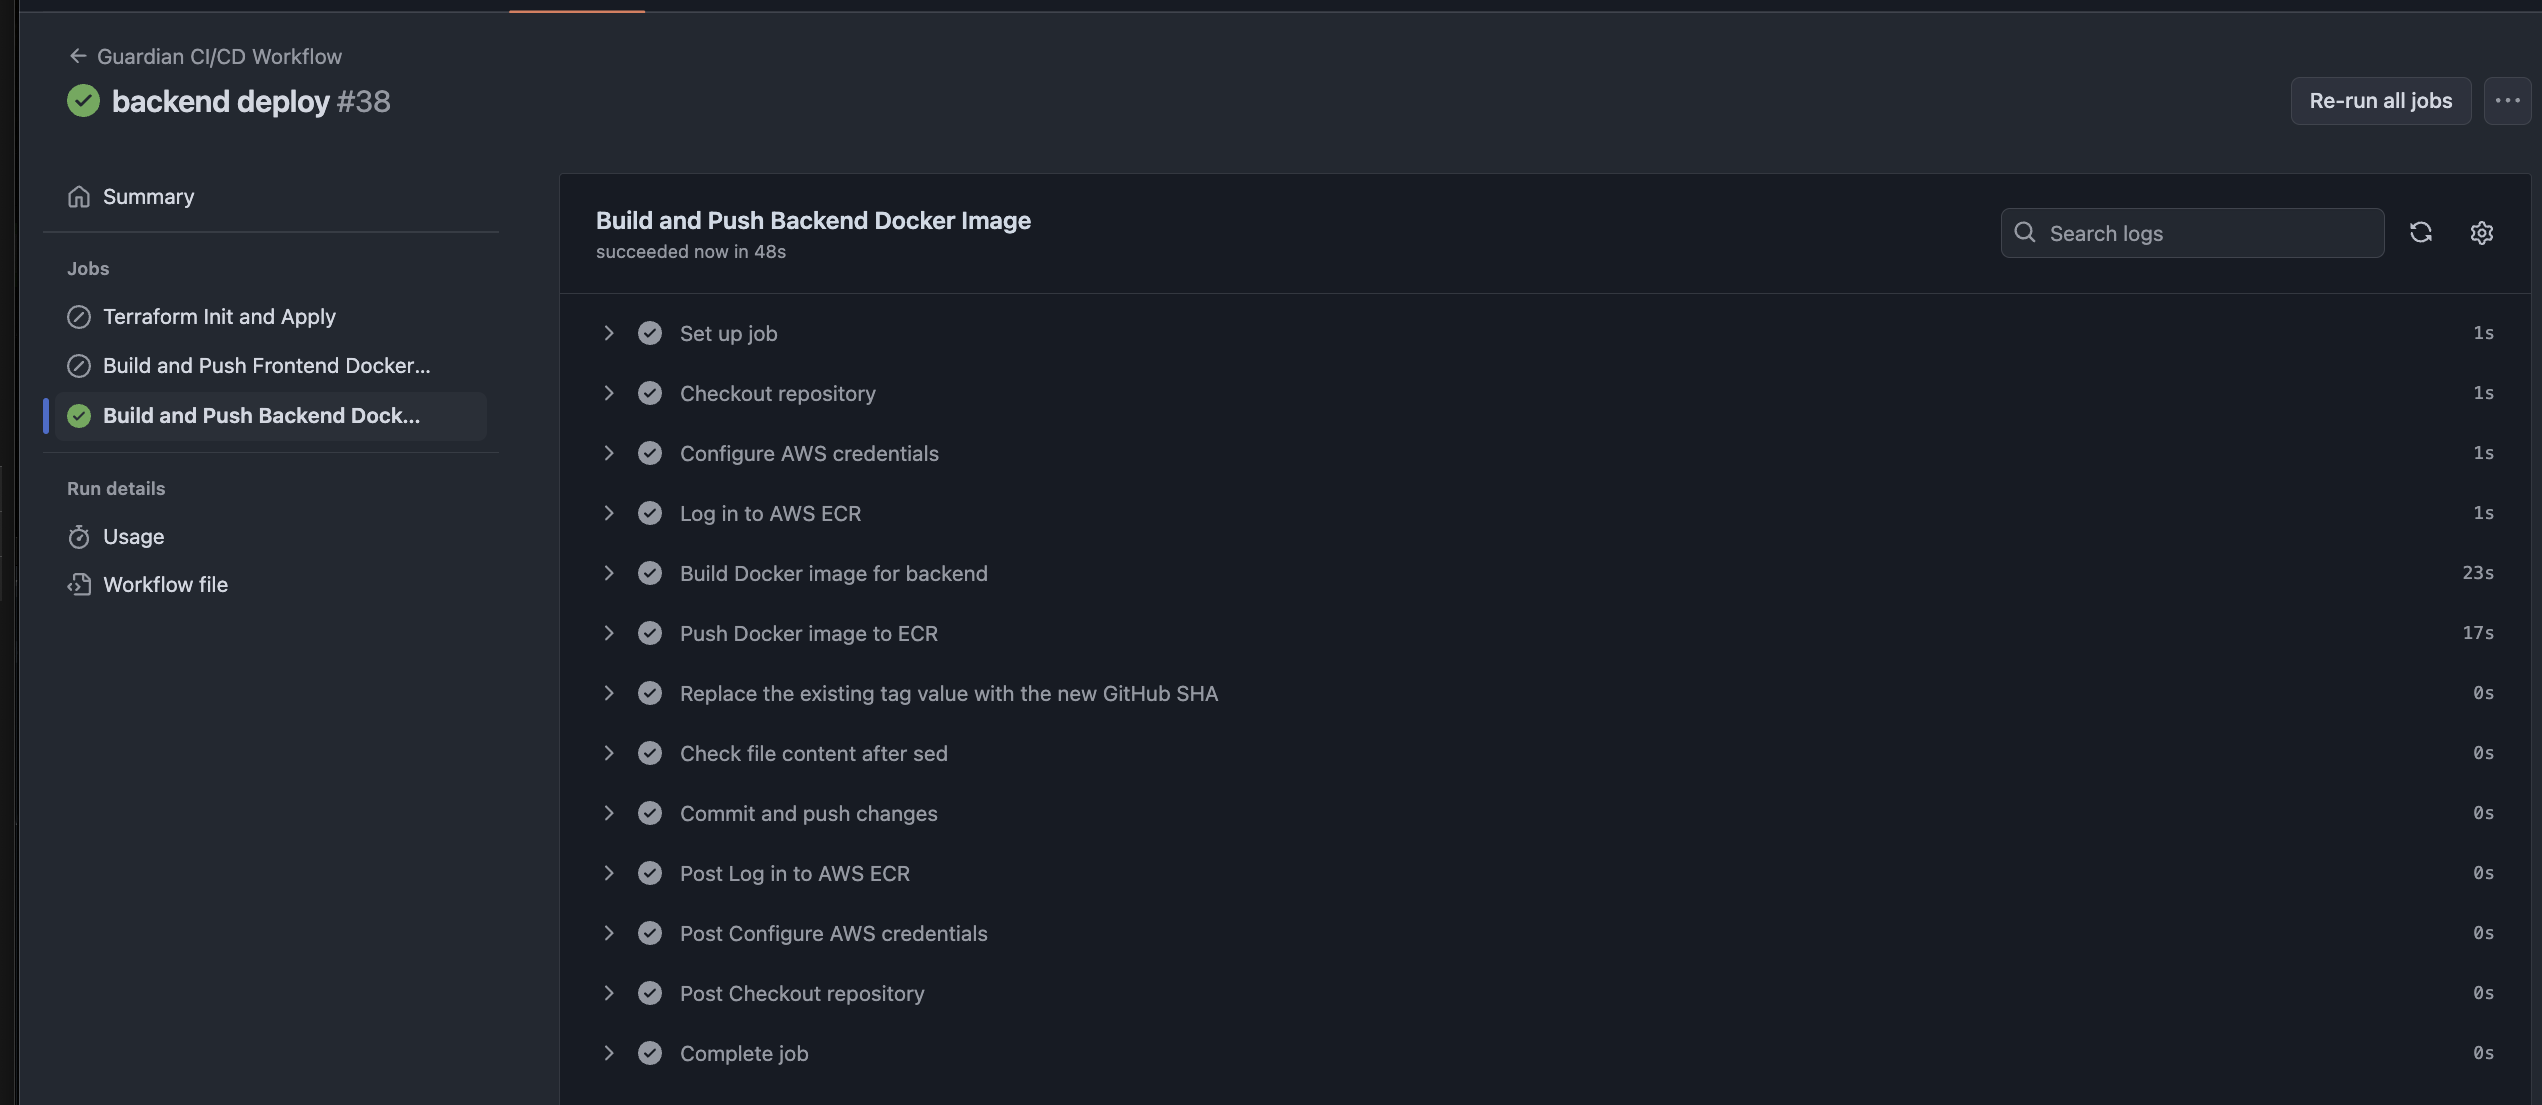 Guardian CI/CD Workflow
backend deploy #38
Re-run all jobs
Summary
Jobs
Terraform Init and Apply
Build and Push Frontend Docker...
Build and Push Backend Dock...
Run details
Usage
Workflow file
Build and Push Backend Docker Image
succeeded now in 48s
Search logs
Set up job 1s
Checkout repository 1s
Configure AWS credentials 1s
Log in to AWS ECR 1s
Build Docker image for backend 23s
Push Docker image to ECR 17s
Replace the existing tag value with the new GitHub SHA 0s
Check file content after sed 0s
Commit and push changes 0s
Post Log in to AWS ECR 0s
Post Configure AWS credentials 0s
Post Checkout repository 0s
Complete job 0s